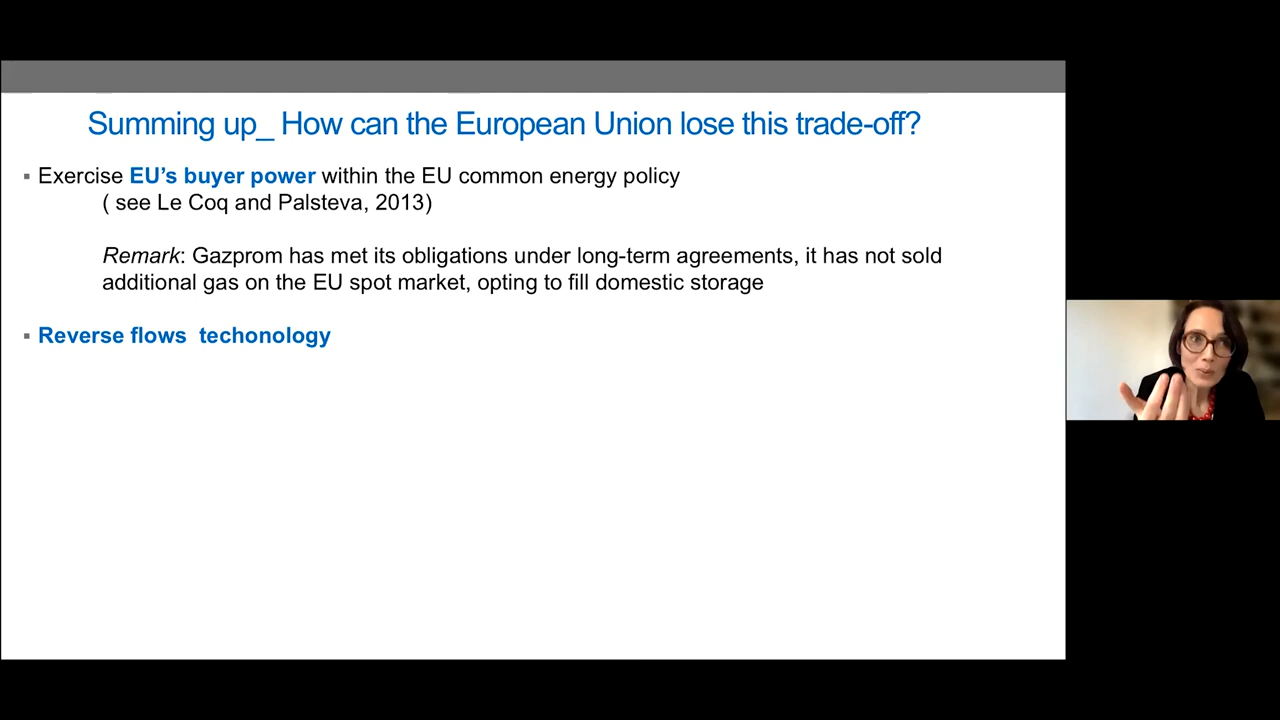 Summing up_ How can the European Union lose this trade-off?
▪ Exercise EU’s buyer power within the EU common energy policy
( see Le Coq and Palsteva, 2013)
Remark: Gazprom has met its obligations under long-term agreements, it has not sold
additional gas on the EU spot market, opting to fill domestic storage
▪ Reverse flows  techonology